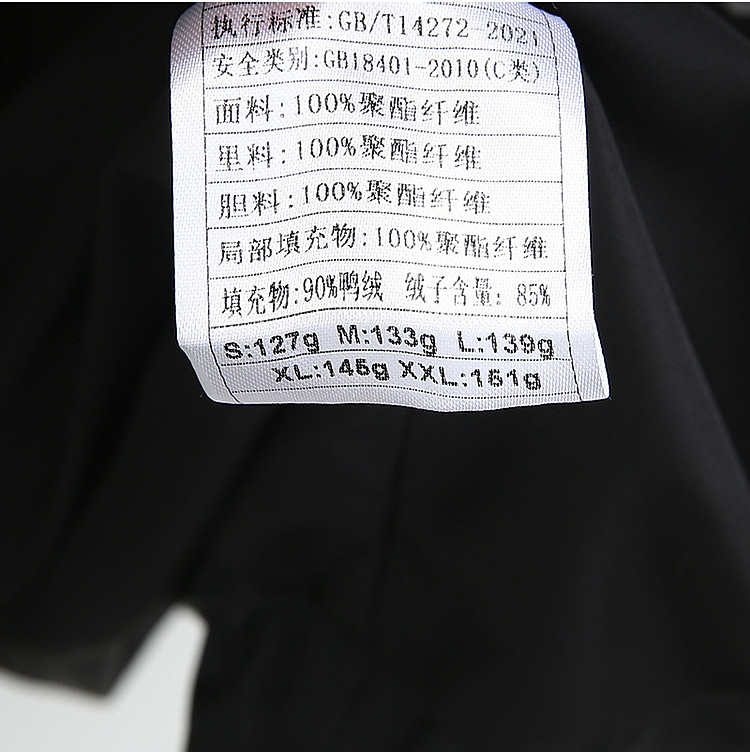 执行标准:GB/T14272-2021
安全类别:GB18401-2010(C类)
面料:100%聚酯纤维
里料:100%聚酯纤维
胆料:100%聚酯纤维
局部填充物:100%聚酯纤维
填充物:90%鸭绒 绒子含量:85%
S:127g M:133g L:139g
XL:145g XXL:151g